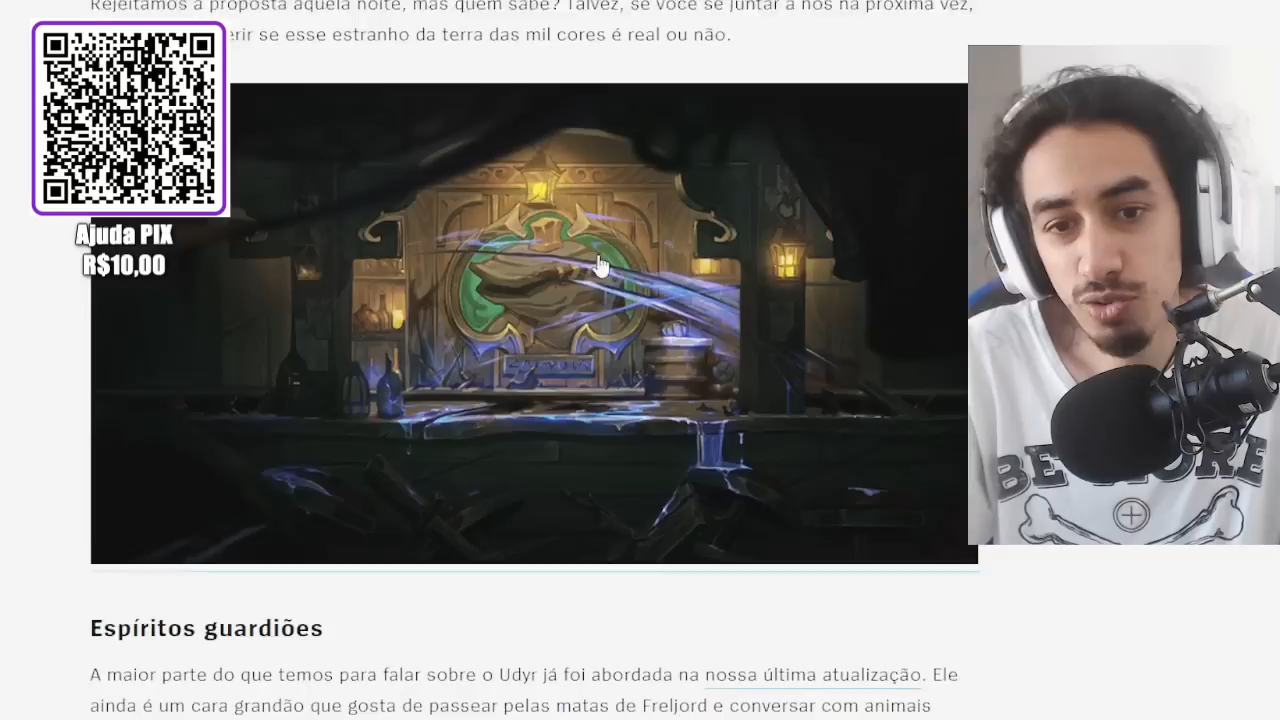 Rejeitamos a proposta aquela noite, mas quem sabe? Talvez, se você se juntar a nós na próxima vez,
se esse estranho da terra das mil cores é real ou não.
Ajuda PIX
R$10,00
Espíritos guardiões
A maior parte do que temos para falar sobre o Udyr já foi abordada na nossa última atualização. Ele
ainda é um cara grandão que gosta de passear pelas matas de Freljord e conversar com animais